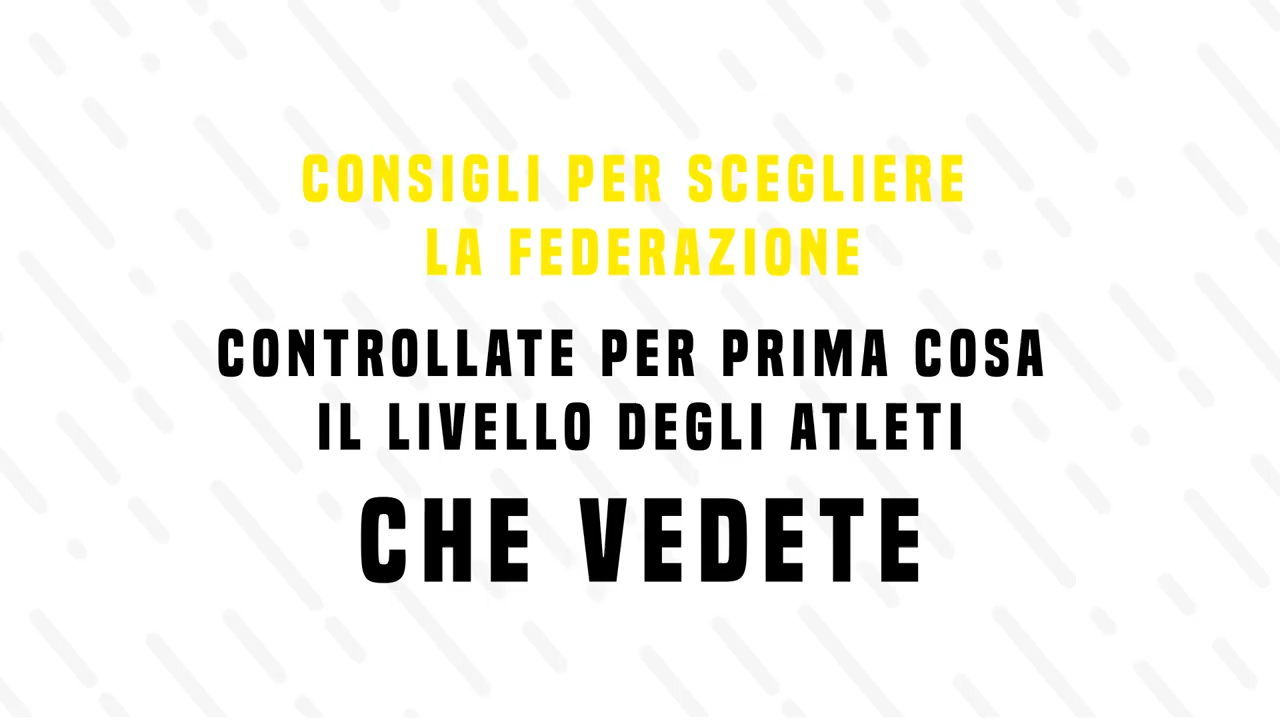 CONSIGLI PER SCEGLIERE
LA FEDERAZIONE
CONTROLLATE PER PRIMA COSA
IL LIVELLO DEGLI ATLETI
CHE VEDETE